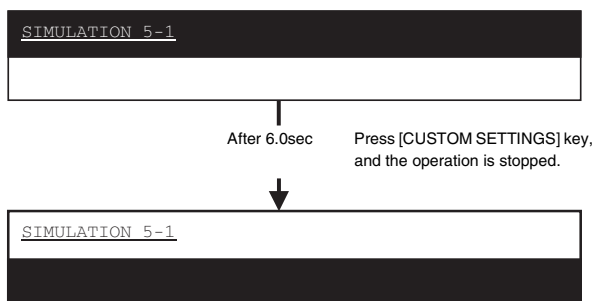 SIMULATION 5-1
After 6.0sec
Press [CUSTOM SETTINGS] key,
and the operation is stopped.
SIMULATION 5-1